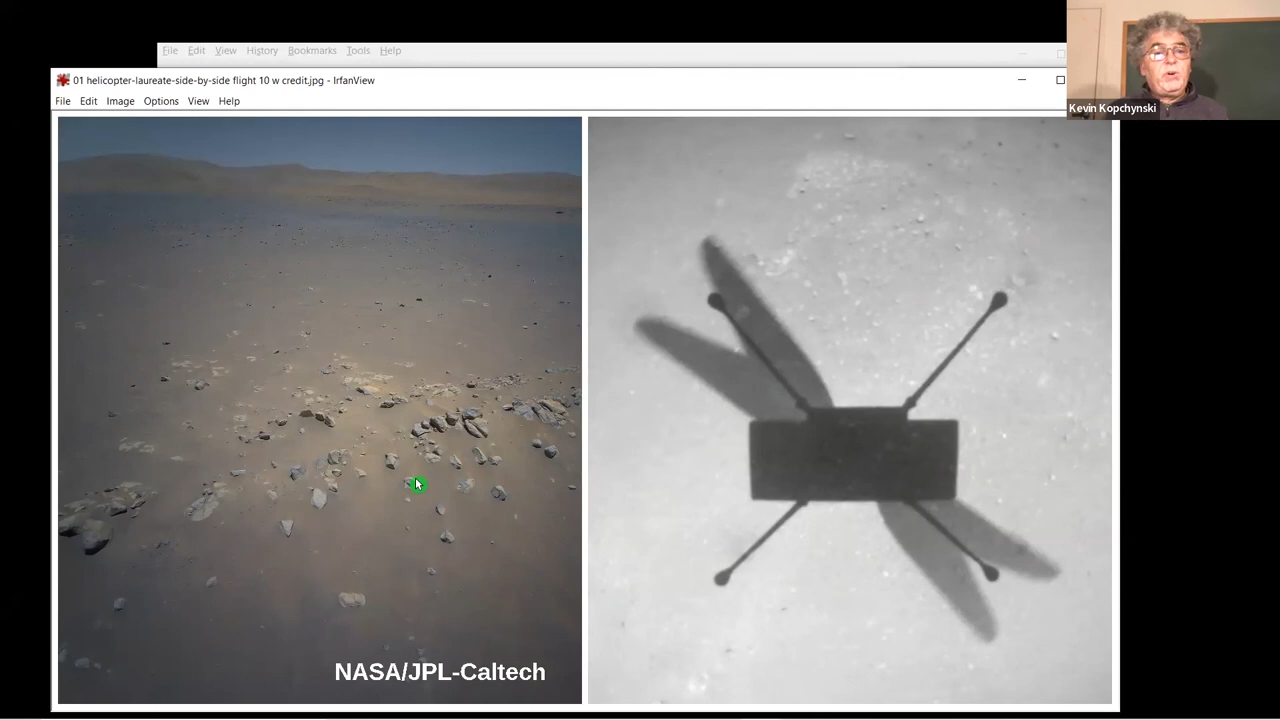 File Edit View History Bookmarks Tools Help
01 helicopter-laureate-side-by-side flight 10 w credit.jpg - IrfanView
File Edit Image Options View Help
Kevin Kopchynski
NASA/JPL-Caltech